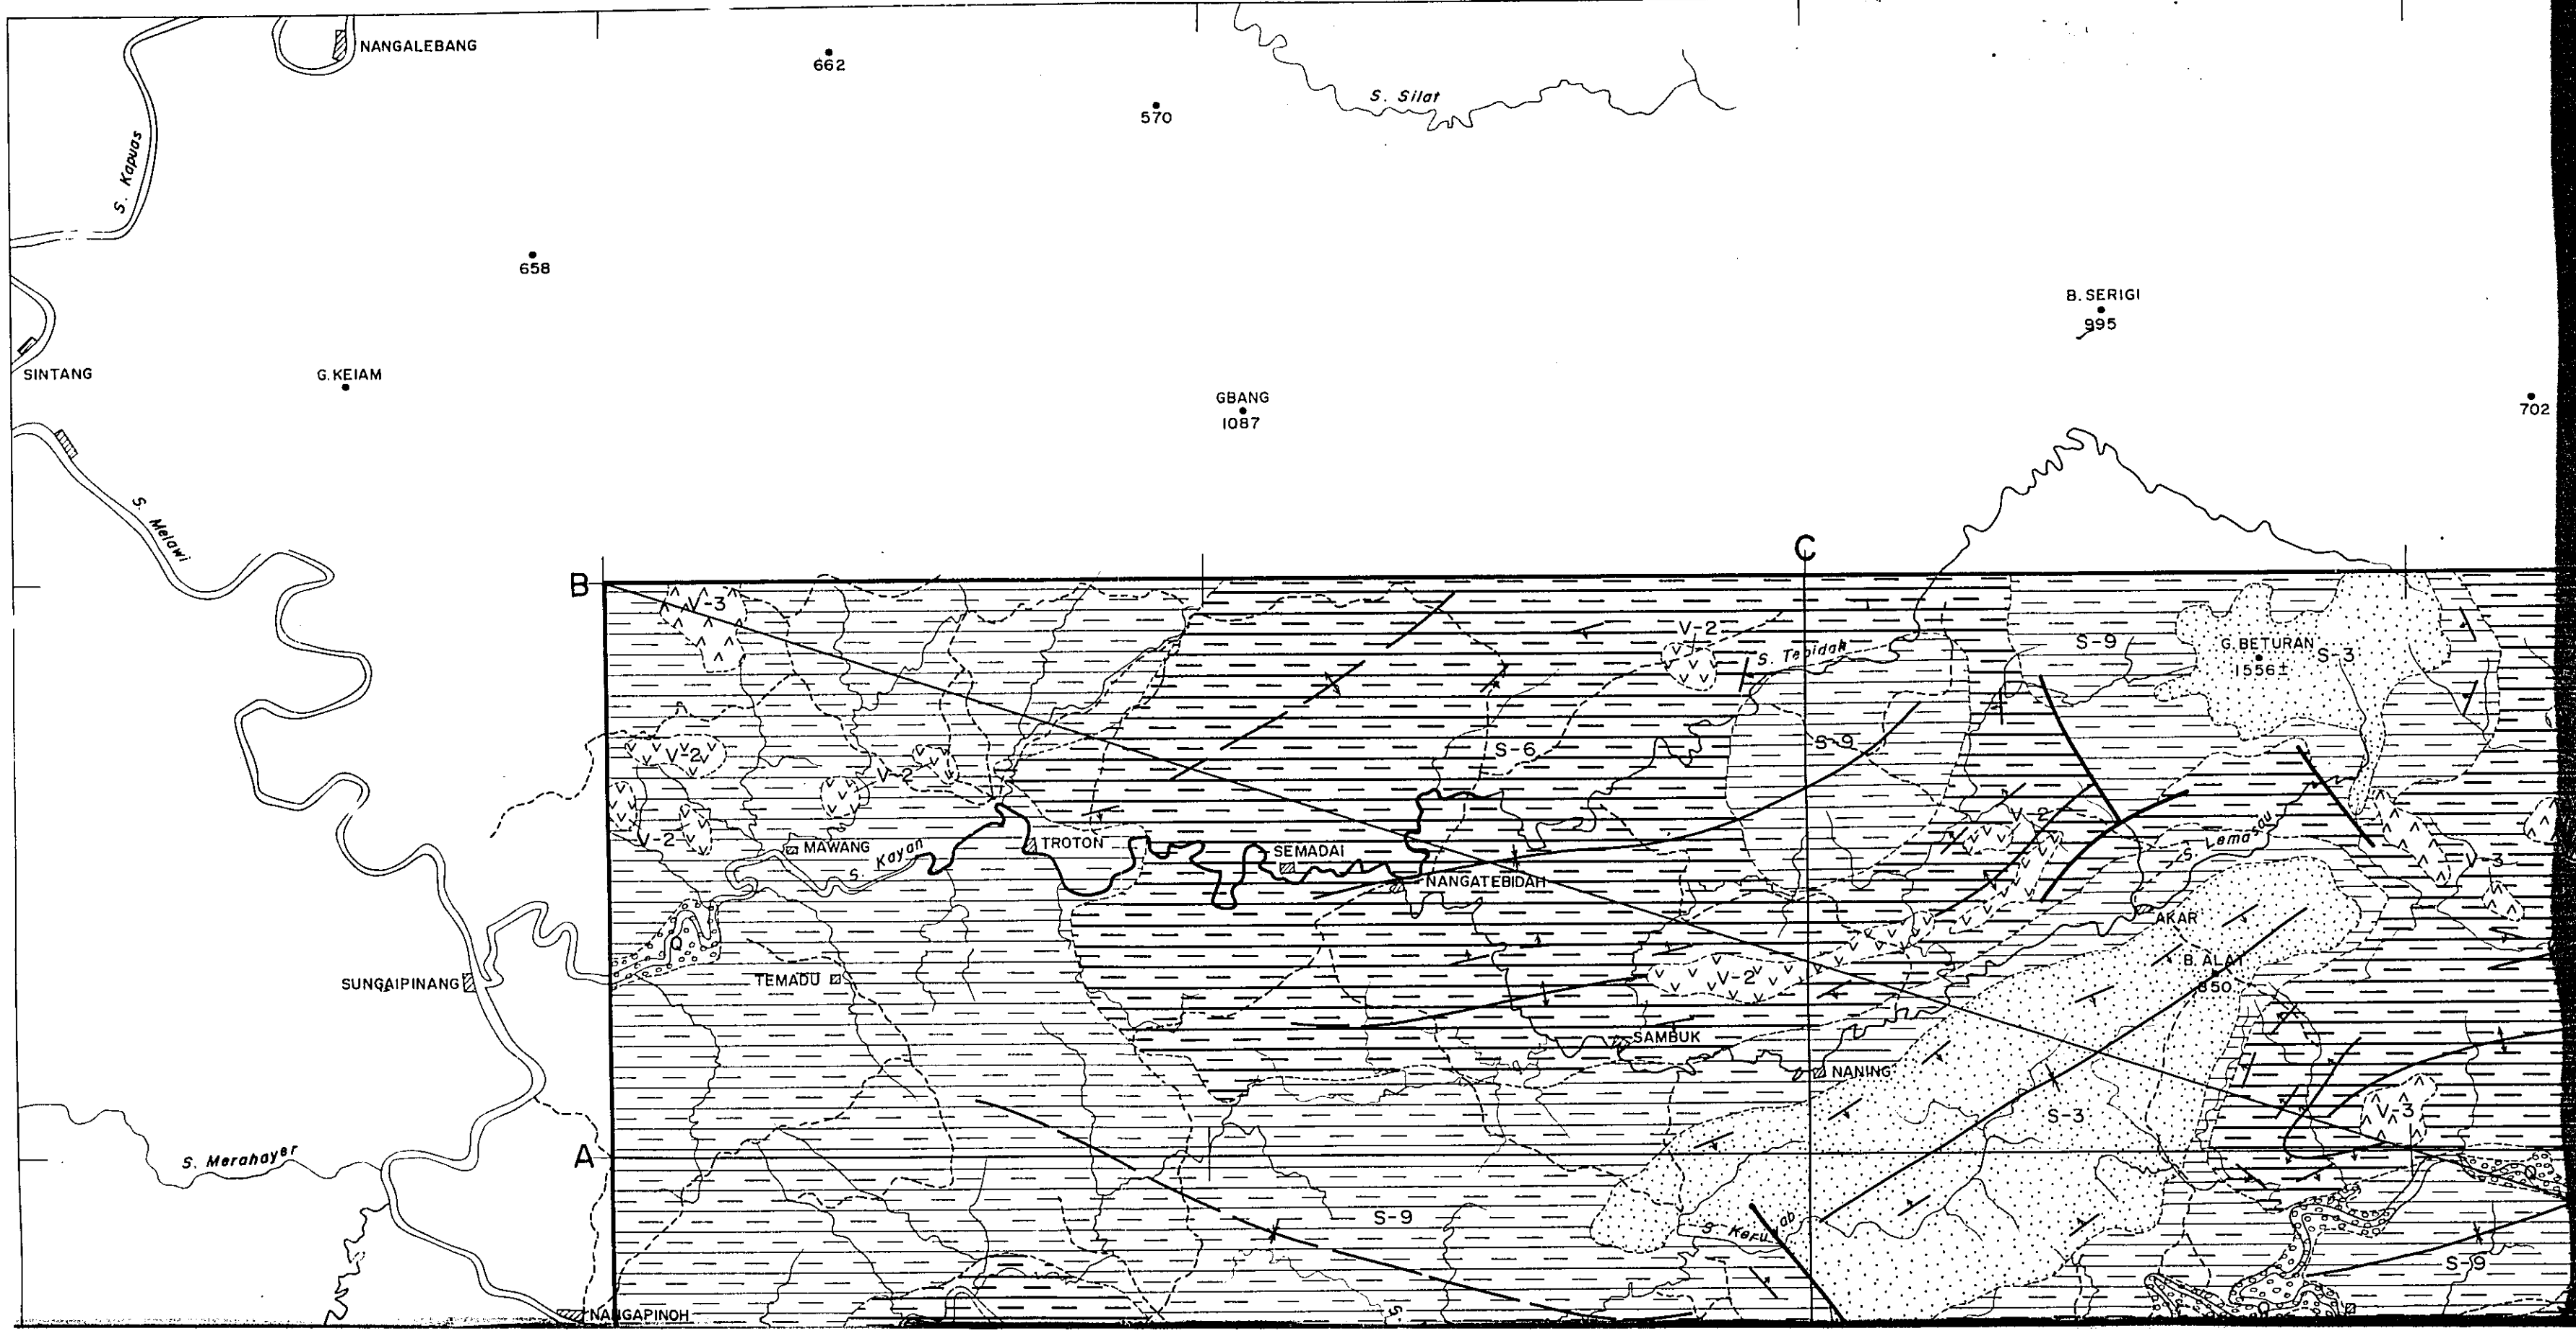 NANGALEBANG
662
570
S. Silat
S. Kapuas
658
B. SERIGI
995
SINTANG
G. KEIAM
GBANG
1087
702
S. Melawi
C
B
V-3
V-2
S. Tebidah
S-9
G. BETURAN
1556±
S-3
V-2
V-2
S-6
S-9
V-2
V-2
MAWANG
S. Kayan
TROTON
SEMADAI
NANGATEBIDAH
S. Lemasau
V-3
AKAR
Q
SUNGAIPINANG
TEMADU
V-2
B. ALAT
850
SAMBUK
NANING
S-3
V-3
A
S. Merahayer
Q
S-9
S-9
S.
Q
NANGAPINOH